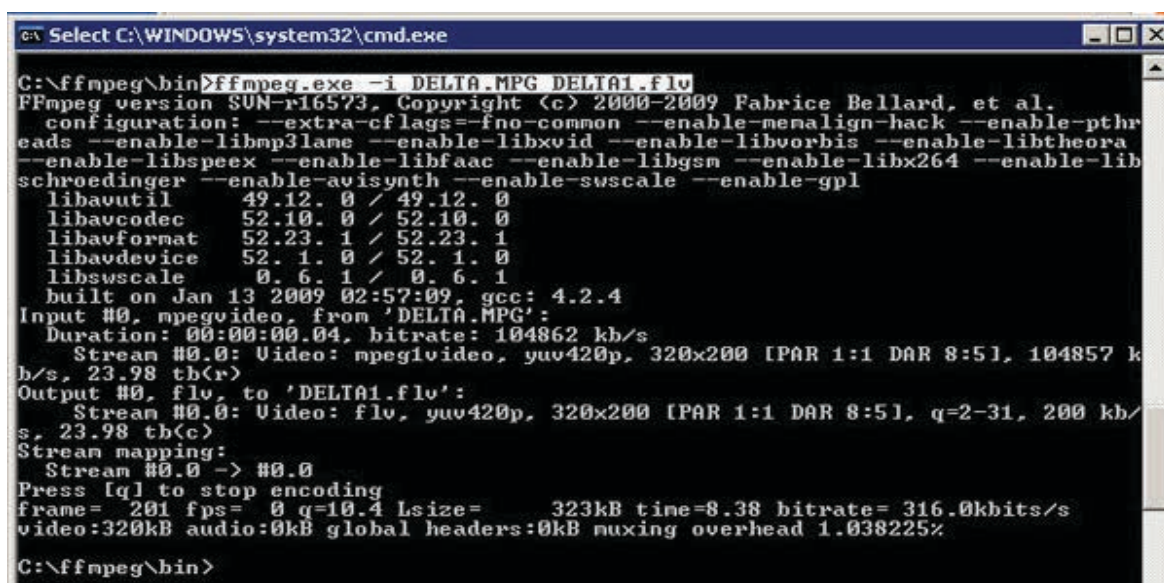 Select C:\WINDOWS\system32\cmd.exe
C:\ffmpeg\bin>ffmpeg.exe -i DELTA.MPG DELTA1.flv
FFmpeg version SVN-r16573, Copyright (c) 2000-2009 Fabrice Bellard, et al.
  configuration: --extra-cflags=-fno-common --enable-memalign-hack --enable-pthr
eads --enable-libmp3lame --enable-libxvid --enable-libvorbis --enable-libtheora
--enable-libspeex --enable-libfaac --enable-libgsm --enable-libx264 --enable-lib
schroedinger --enable-avisynth --enable-swscale --enable-gpl
  libavutil     49.12. 0 / 49.12. 0
  libavcodec    52.10. 0 / 52.10. 0
  libavformat   52.23. 1 / 52.23. 1
  libavdevice   52. 1. 0 / 52. 1. 0
  libswscale     0. 6. 1 /  0. 6. 1
  built on Jan 13 2009 02:57:09, gcc: 4.2.4
Input #0, mpegvideo, from 'DELTA.MPG':
  Duration: 00:00:00.04, bitrate: 104862 kb/s
    Stream #0.0: Video: mpeg1video, yuv420p, 320x200 [PAR 1:1 DAR 8:5], 104857 k
b/s, 23.98 tb(r)
Output #0, flv, to 'DELTA1.flv':
    Stream #0.0: Video: flv, yuv420p, 320x200 [PAR 1:1 DAR 8:5], q=2-31, 200 kb/
s, 23.98 tb(c)
Stream mapping:
  Stream #0.0 -> #0.0
Press [q] to stop encoding
frame=  201 fps=  0 q=10.4 Lsize=     323kB time=8.38 bitrate= 316.0kbits/s
video:320kB audio:0kB global headers:0kB muxing overhead 1.038225%
C:\ffmpeg\bin>